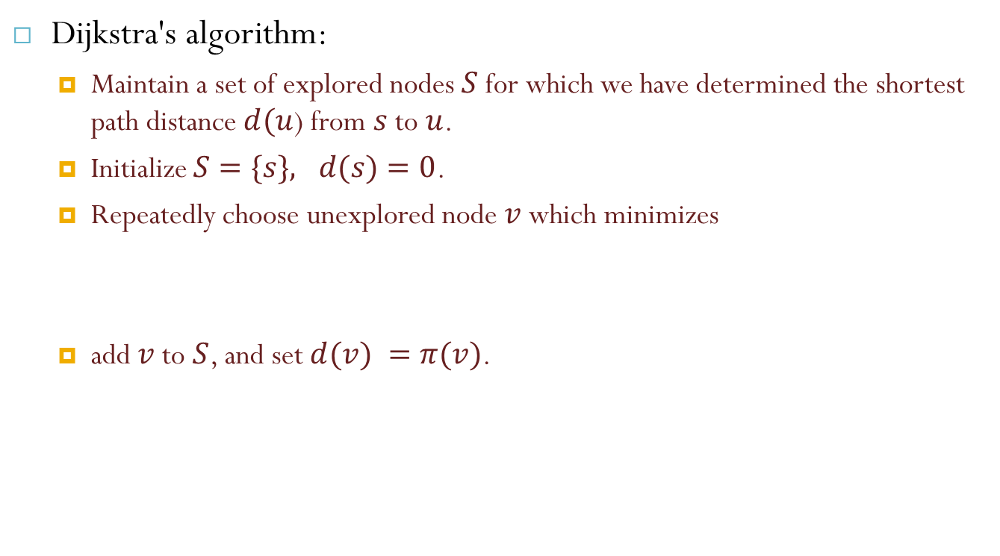 Dijkstra's algorithm:
Maintain a set of explored nodes S for which we have determined the shortest
path distance d(u) from s to u.
Initialize S = {s}, d(s) = 0.
Repeatedly choose unexplored node v which minimizes
add v to S, and set d(v) = π(v).